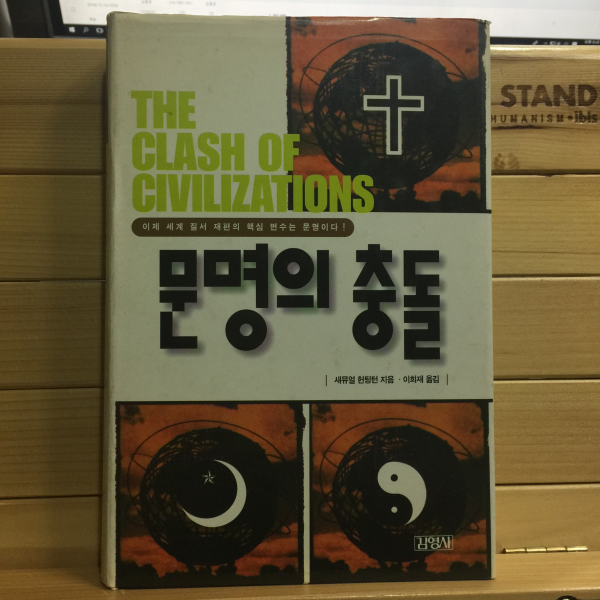 THE
CLASH OF
CIVILIZATIONS
이제 세계 질서 재편의 핵심 변수는 문명이다!
문명의 충돌
새뮤얼 헌팅턴 지음 · 이희재 옮김
김영사
STAND
HUMANISM ibis